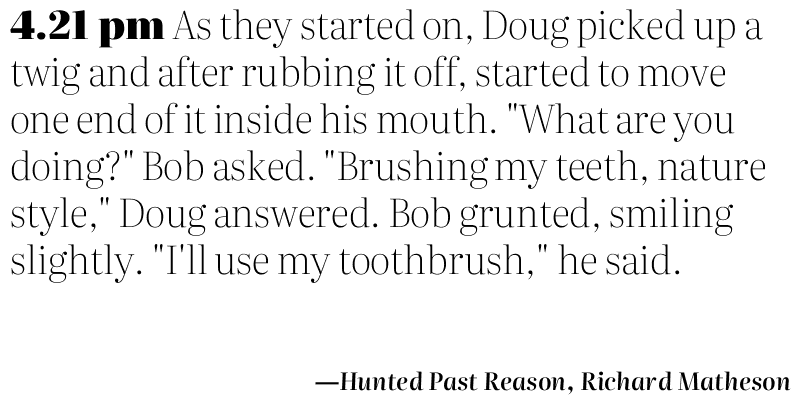 4.21 pm As they started on, Doug picked up a
twig and after rubbing it off, started to move
one end of it inside his mouth. "What are you
doing?" Bob asked. "Brushing my teeth, nature
style," Doug answered. Bob grunted, smiling
slightly. "I'll use my toothbrush," he said.
—Hunted Past Reason, Richard Matheson